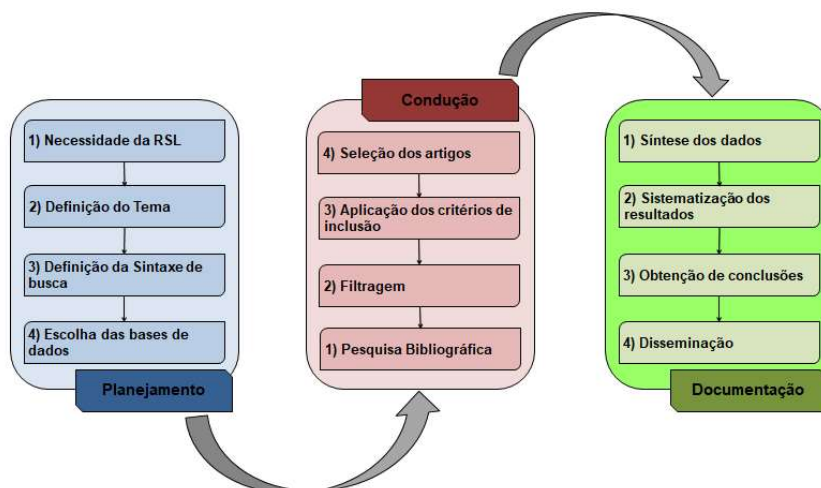 1) Necessidade da RSL
2) Definição do Tema
3) Definição da Sintaxe de
busca
4) Escolha das bases de
dados
Planejamento
Condução
4) Seleção dos artigos
3) Aplicação dos critérios de
inclusão
2) Filtragem
1) Pesquisa Bibliográfica
1) Síntese dos dados
2) Sistematização dos
resultados
3) Obtenção de conclusões
4) Disseminação
Documentação